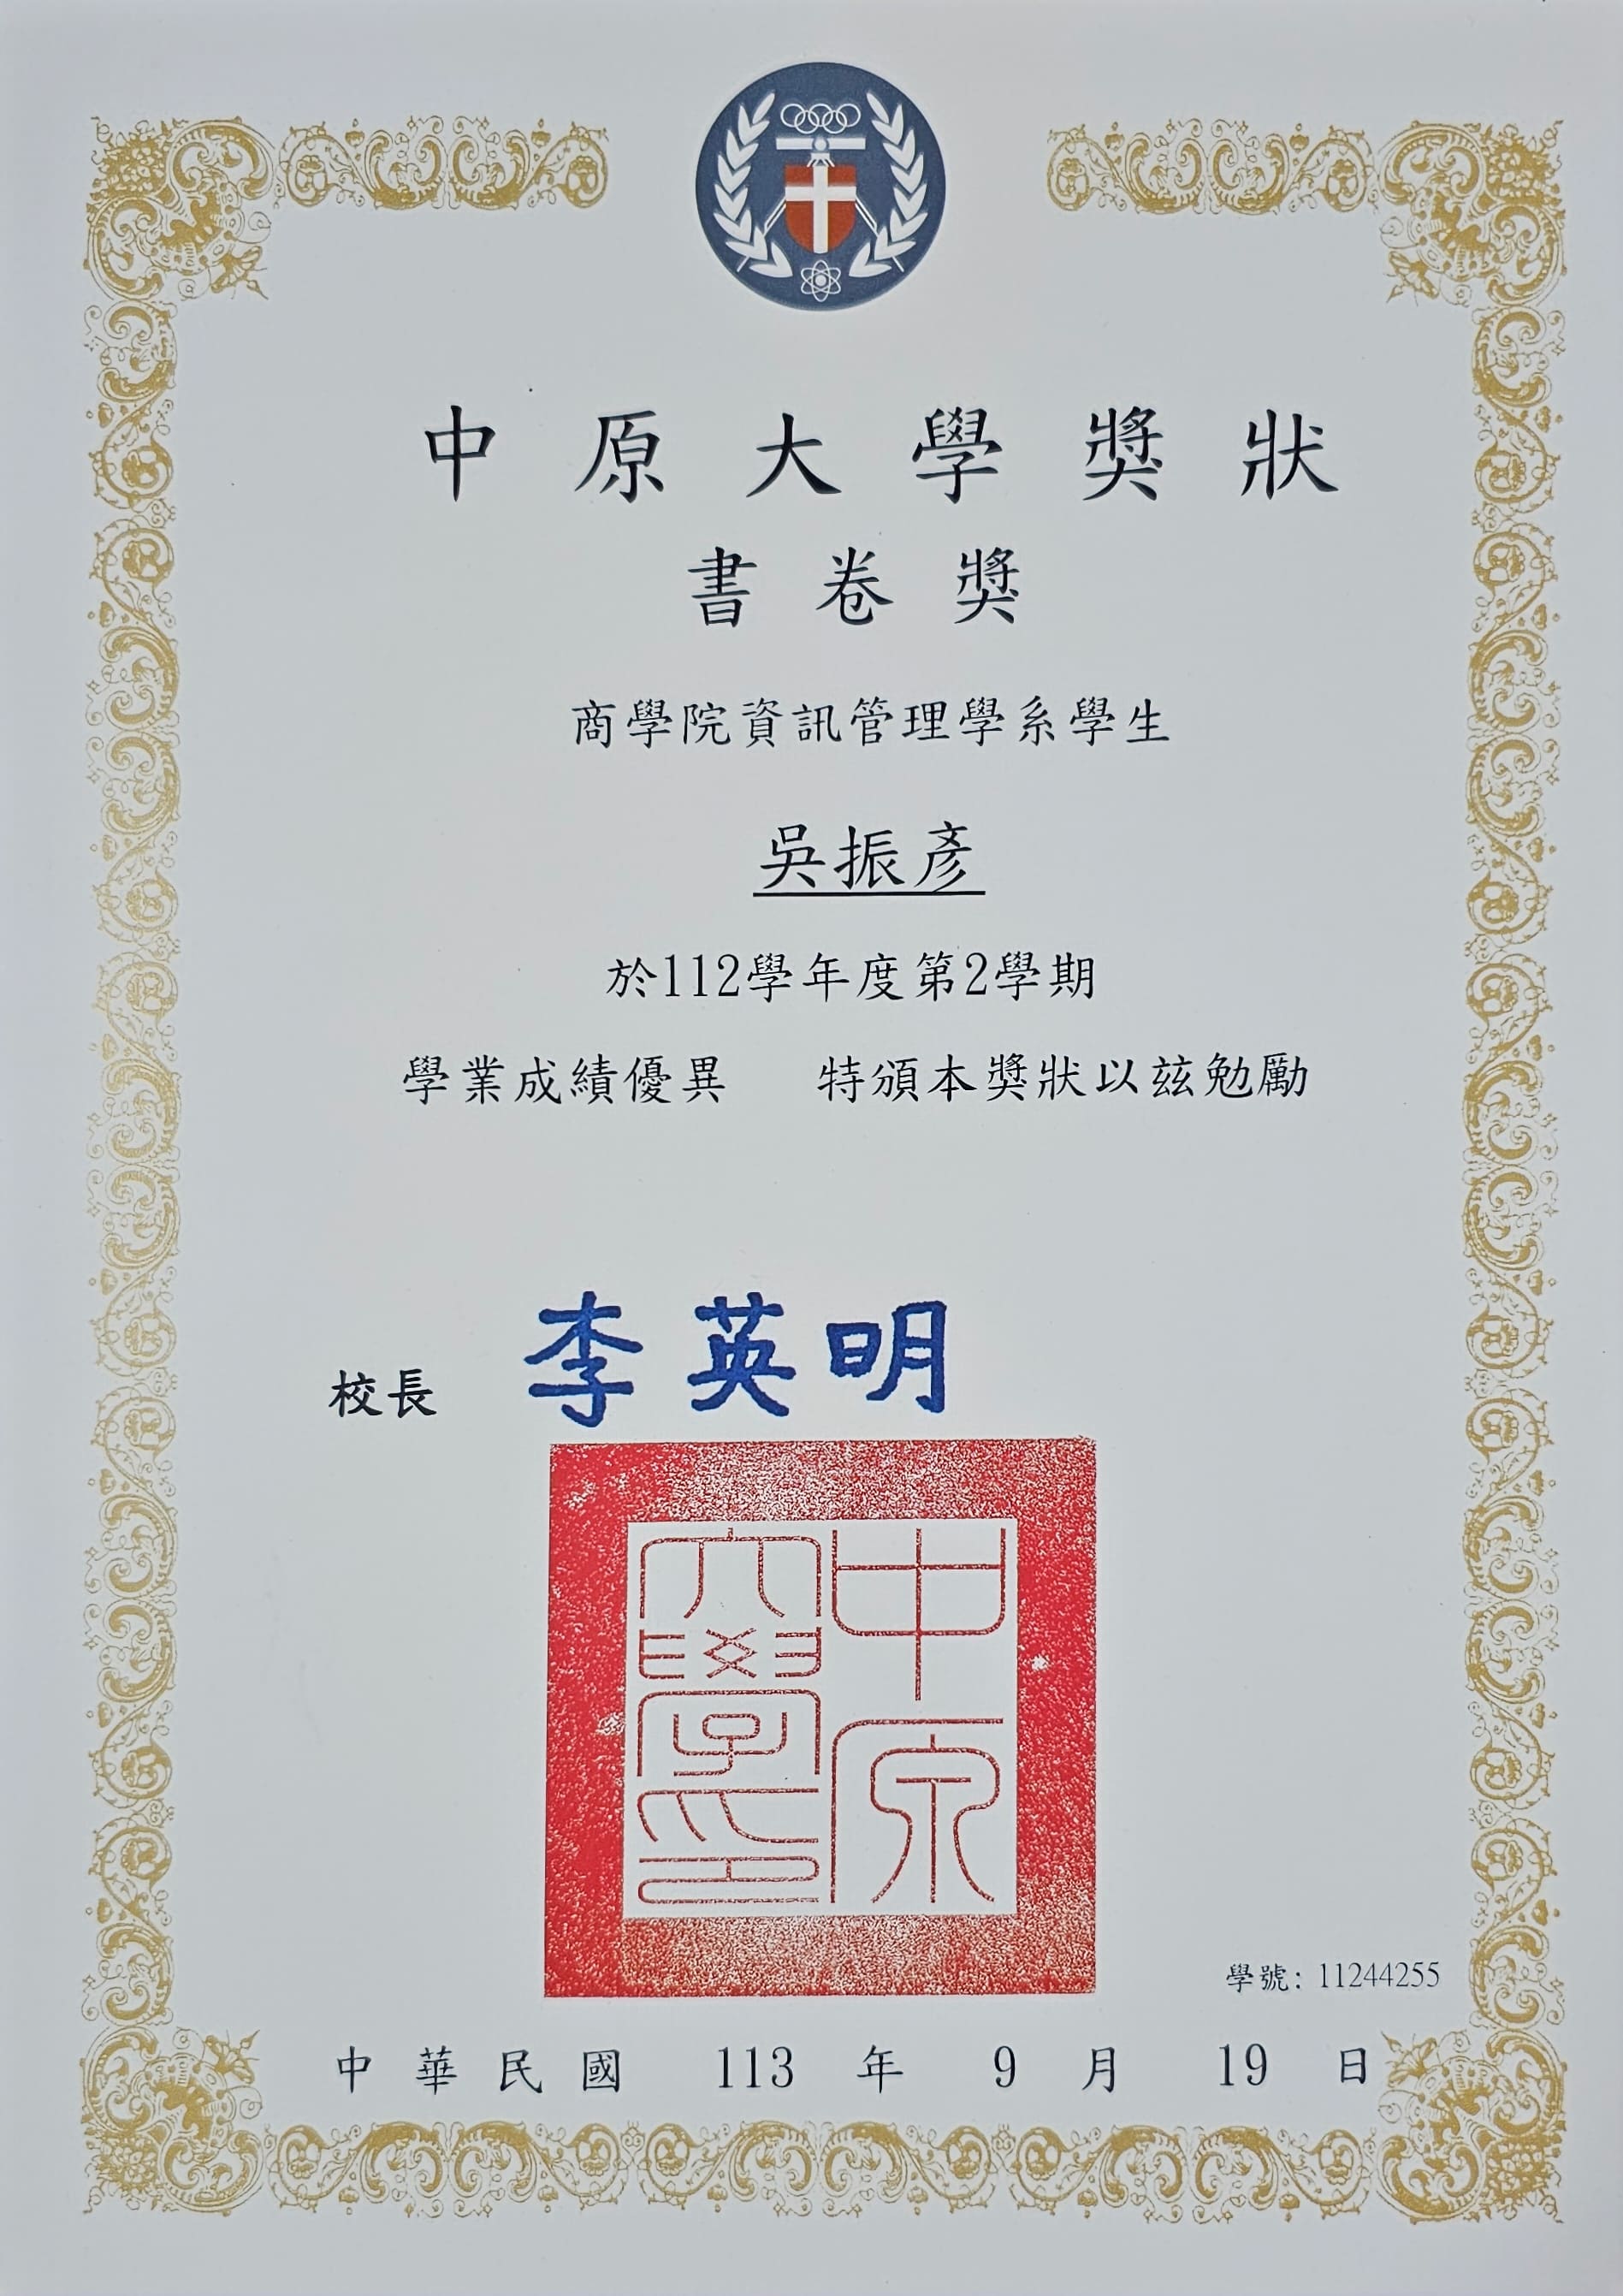 中原大學獎狀
書卷獎
商學院資訊管理學系學生
吳振彥
於112學年度第2學期
學業成績優異 特頒本獎狀以茲勉勵
校長 李英明
中原
大學印
學號：11244255
中華民國 113 年 9 月 19 日